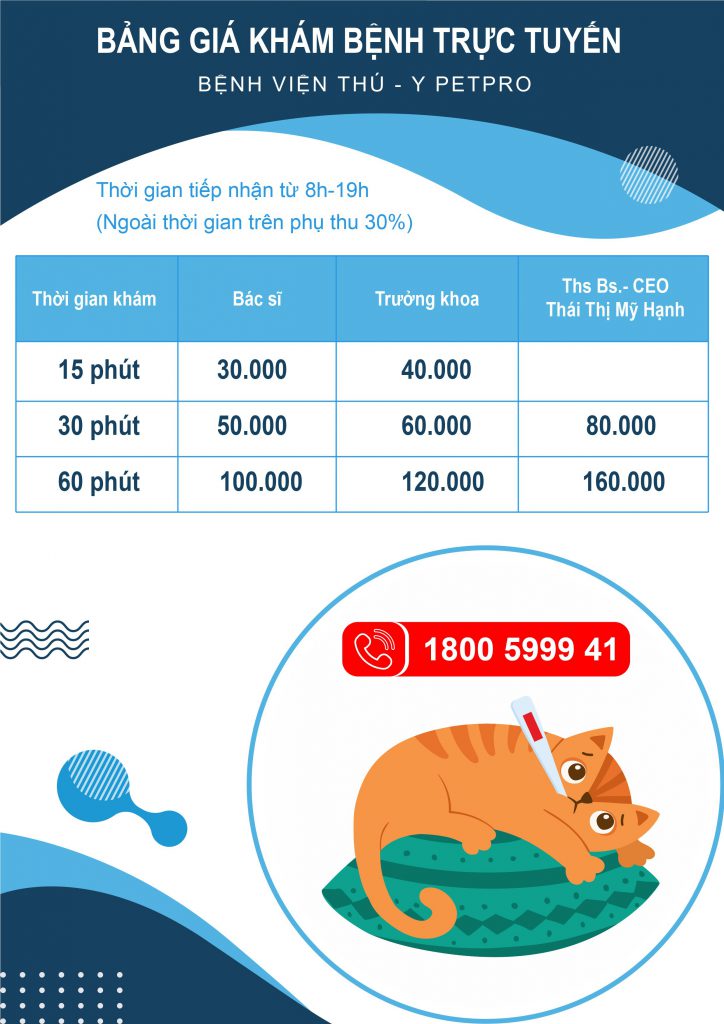 BẢNG GIÁ KHÁM BỆNH TRỰC TUYẾN
BỆNH VIỆN THÚ - Y PETPRO
Thời gian tiếp nhận từ 8h-19h
(Ngoài thời gian trên phụ thu 30%)
Thời gian khám Bác sĩ Trưởng khoa Ths Bs.- CEO
Thái Thị Mỹ Hạnh
15 phút 30.000 40.000
30 phút 50.000 60.000 80.000
60 phút 100.000 120.000 160.000
1800 5999 41